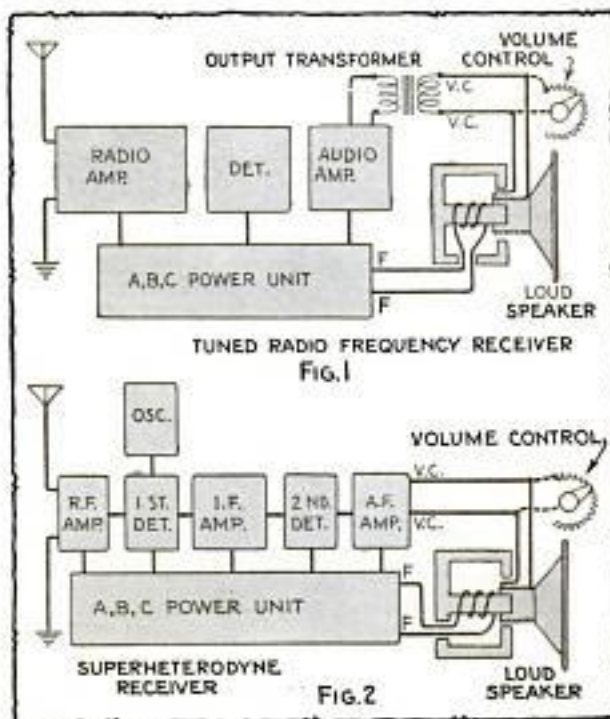 OUTPUT TRANSFORMER
VOLUME
CONTROL
V.C.
V.C.
RADIO
AMP.
DET.
AUDIO
AMP.
A,B,C POWER UNIT
F
F
LOUD
SPEAKER
TUNED RADIO FREQUENCY RECEIVER
FIG.1
OSC.
VOLUME CONTROL
R.F.
AMP.
1 ST.
DET.
I.F.
AMP.
2 ND.
DET.
A.F.
AMP.
V.C.
V.C.
A,B,C POWER UNIT
F
F
SUPERHETERODYNE
RECEIVER
FIG.2
LOUD
SPEAKER